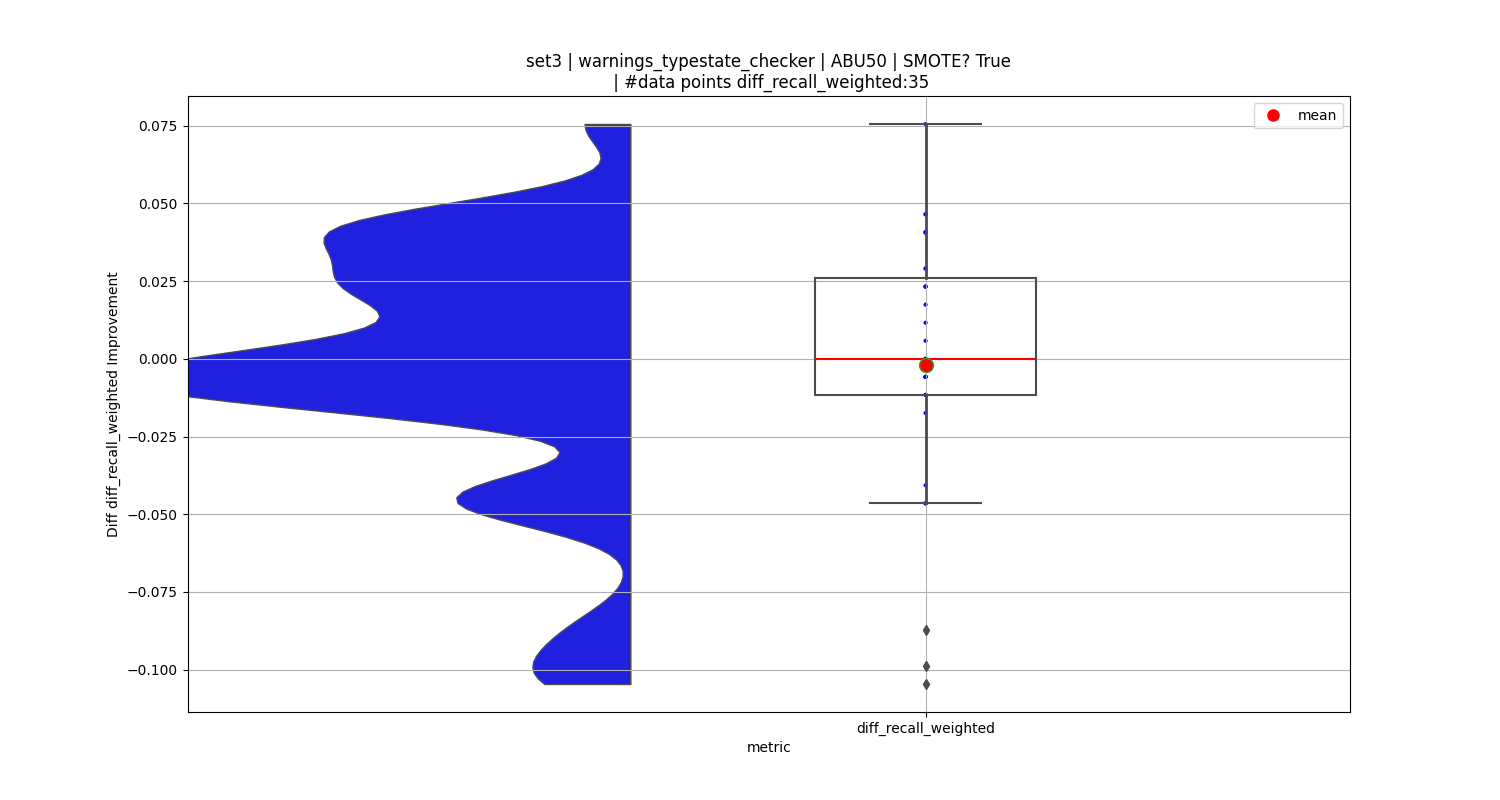 set3 | warnings_typestate_checker | ABU50 | SMOTE? True
| #data points diff_recall_weighted:35
mean
0.075
0.050
0.025
0.000
−0.025
−0.050
−0.075
−0.100
Diff diff_recall_weighted Improvement
diff_recall_weighted
metric